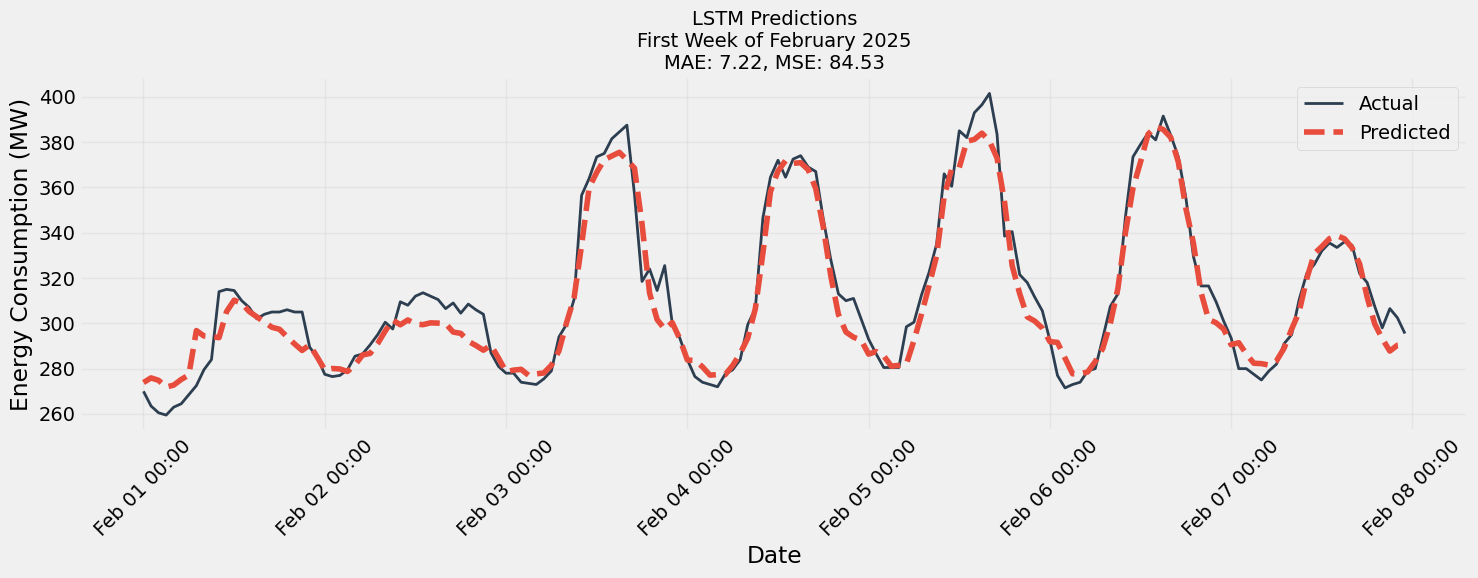 LSTM Predictions
First Week of February 2025
MAE: 7.22, MSE: 84.53
Energy Consumption (MW)
400
380
360
340
320
300
280
260
Actual
Predicted
Feb 01 00:00
Feb 02 00:00
Feb 03 00:00
Feb 04 00:00
Feb 05 00:00
Feb 06 00:00
Feb 07 00:00
Feb 08 00:00
Date